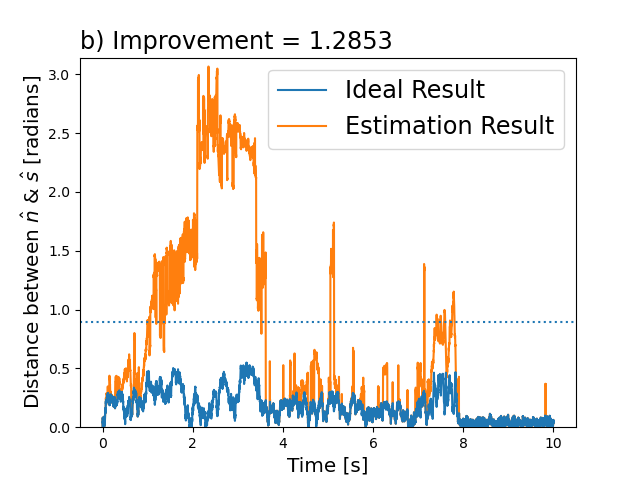 b) Improvement = 1.2853
Ideal Result
Estimation Result
Distance between n̂ & ŝ [radians]
3.0
2.5
2.0
1.5
1.0
0.5
0.0
0 2 4 6 8 10
Time [s]